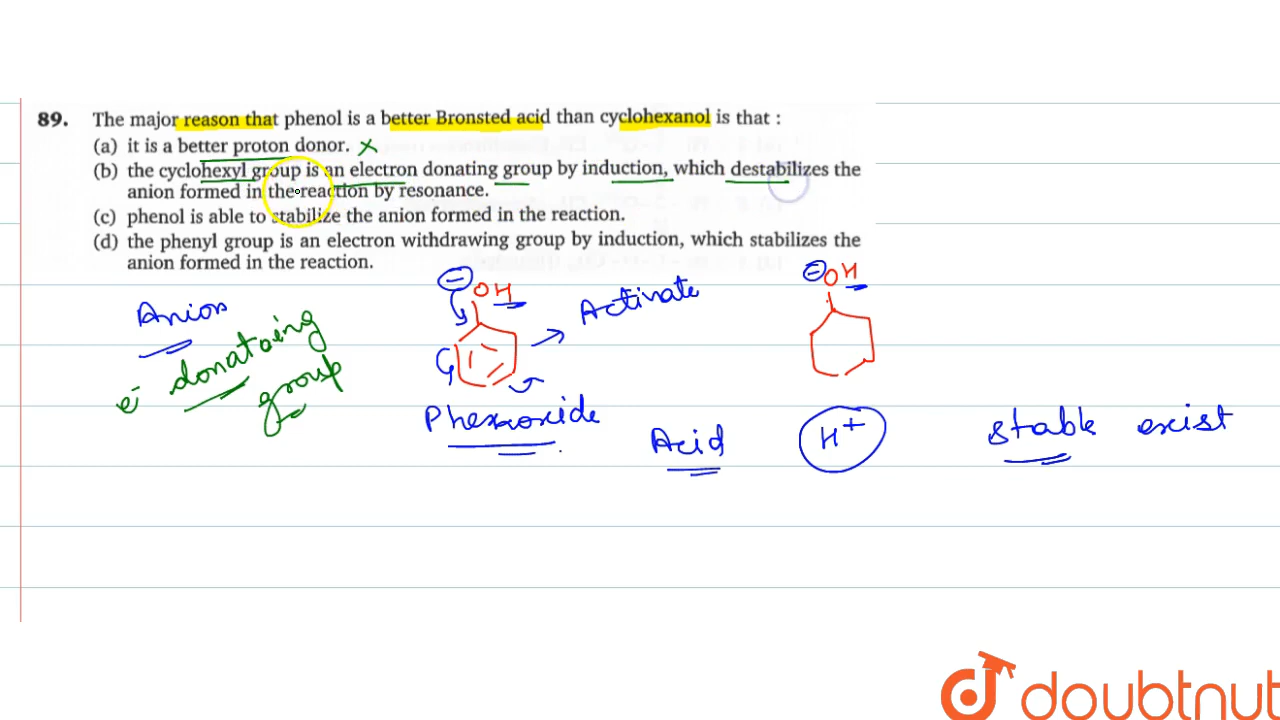 89. The major reason that phenol is a better Bronsted acid than cyclohexanol is that :
(a) it is a better proton donor. ×
(b) the cyclohexyl group is an electron donating group by induction, which destabilizes the
anion formed in the reaction by resonance.
(c) phenol is able to stabilize the anion formed in the reaction.
(d) the phenyl group is an electron withdrawing group by induction, which stabilizes the
anion formed in the reaction.
Anion
e⁻ donatoing
group
⊖
OH
Activate
⊖ OH
Phenoxide
Acid
H+
stable exist
doubtnut